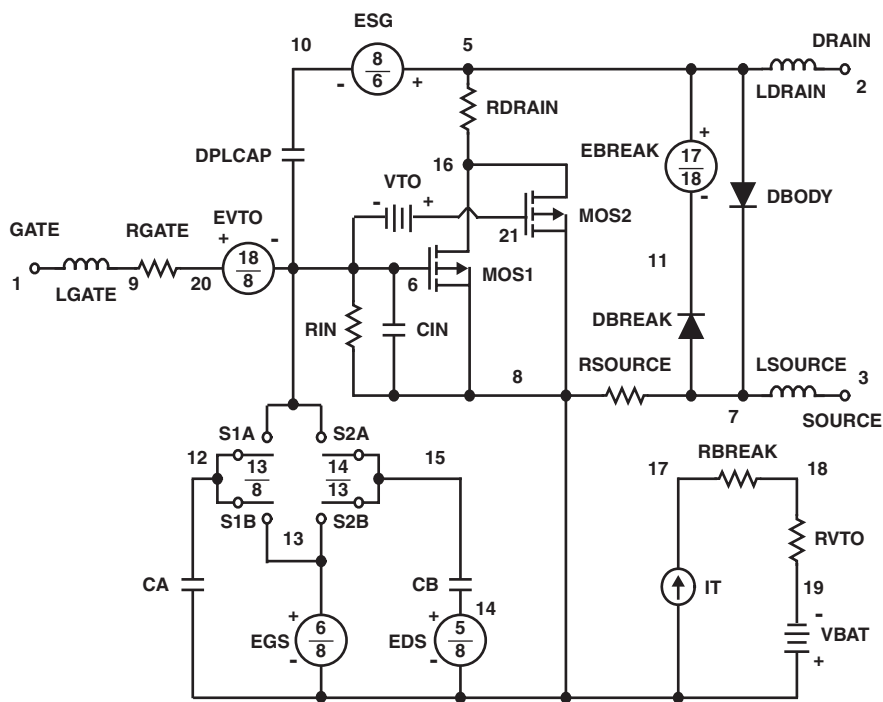 ESG
10
5
DRAIN
8
6
-
+
2
LDRAIN
RDRAIN
DPLCAP
EBREAK
+
17
18
-
16
VTO
-
+
DBODY
MOS2
EVTO
GATE
RGATE
+
-
21
18
8
11
MOS1
1
9
20
6
LGATE
DBREAK
RIN
CIN
RSOURCE
LSOURCE
8
3
7
SOURCE
S1A
S2A
12
13
8
14
13
15
RBREAK
17
18
S1B
S2B
13
RVTO
CA
CB
IT
19
+
+
14
-
EGS
6
8
EDS
5
8
VBAT
-
-
+